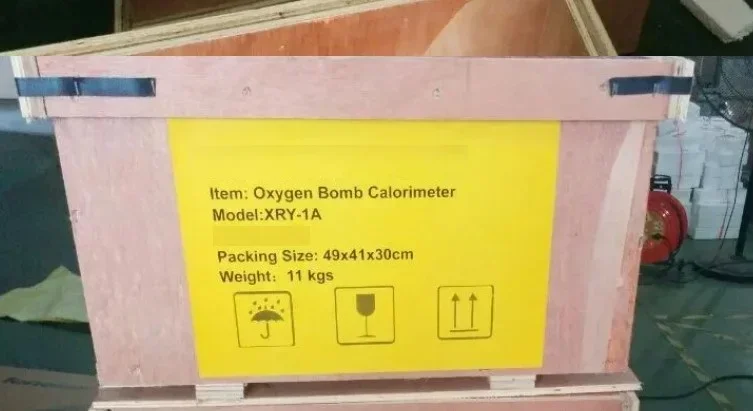 Item: Oxygen Bomb Calorimeter
Model:XRY-1A
Packing Size: 49x41x30cm
Weight: 11 kgs